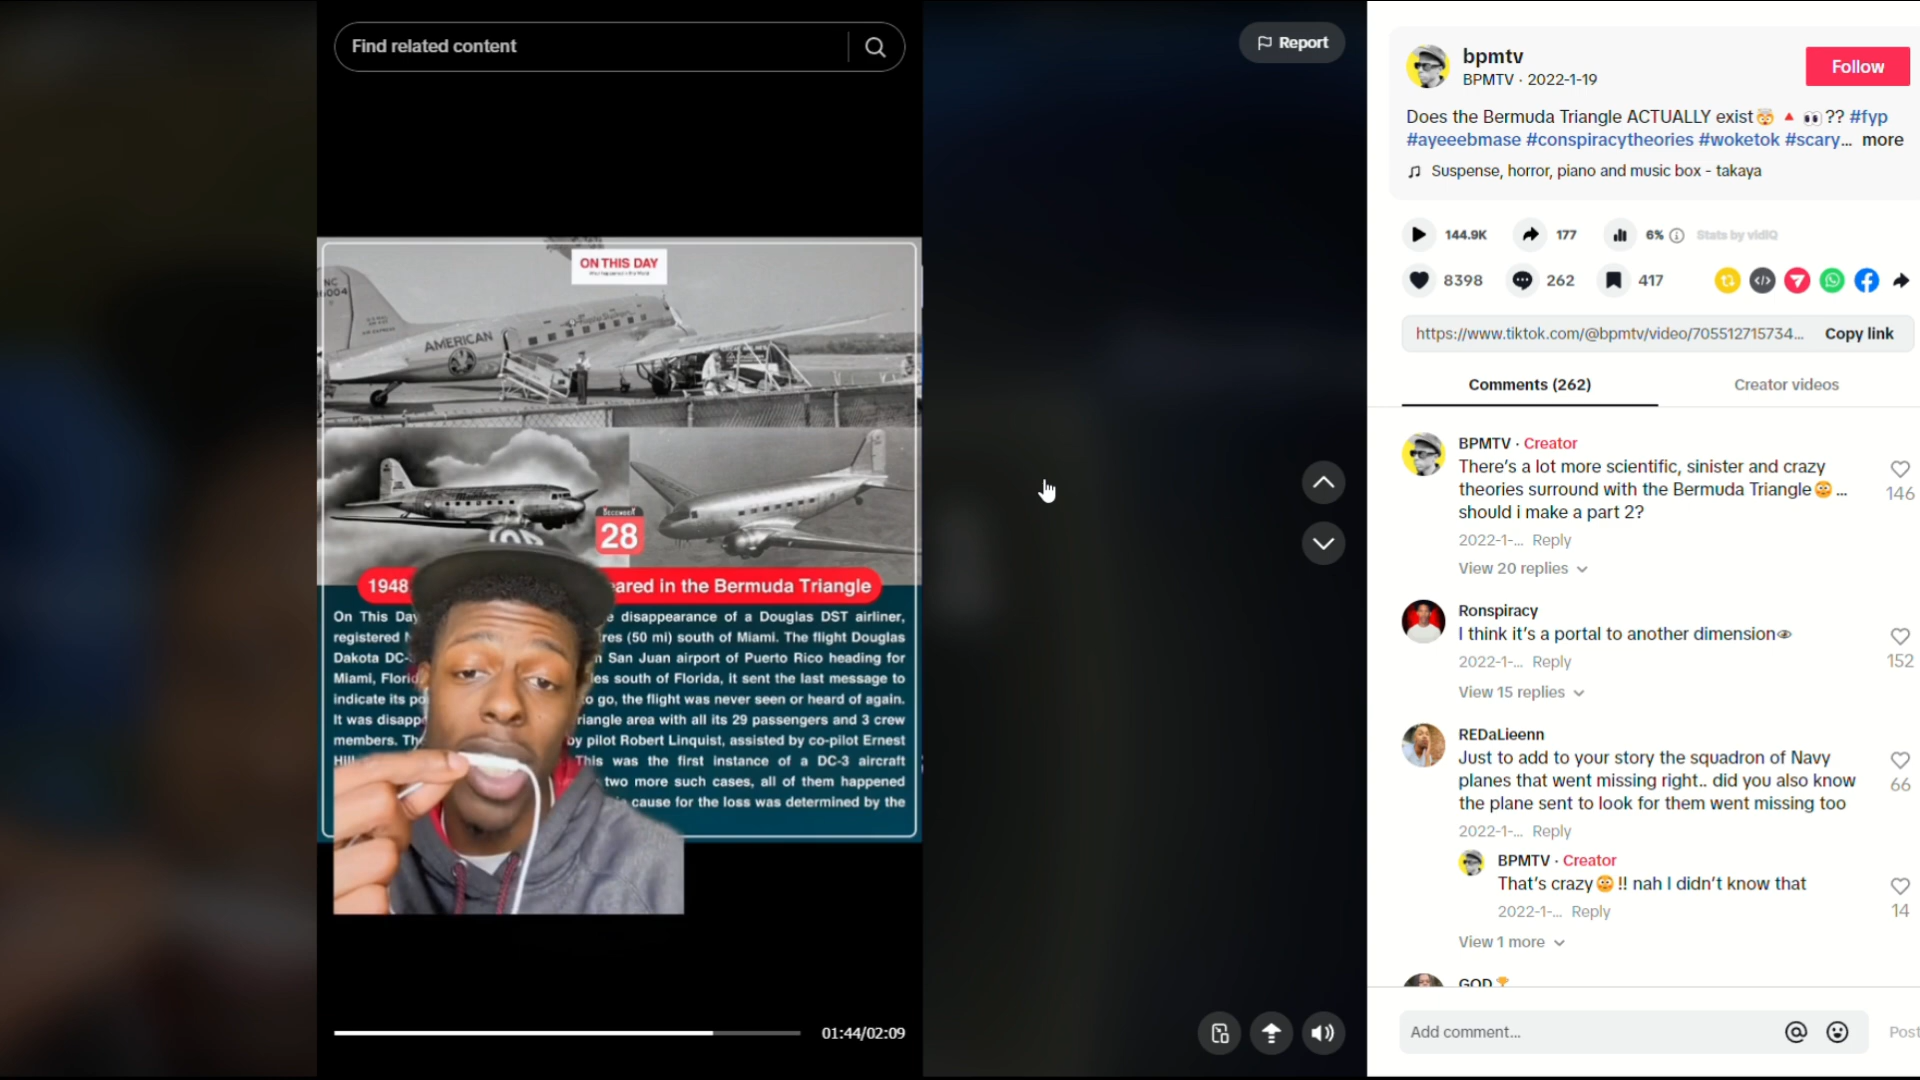 Find related content
Report
ON THIS DAY
NC
AMERICAN
DECEMBER
28
1948
ared in the Bermuda Triangle
On This Day
disappearance of a Douglas DST airliner,
registered
res (50 mi) south of Miami. The flight Douglas
Dakota DC-
San Juan airport of Puerto Rico heading for
Miami, Florid
les south of Florida, it sent the last message to
indicate its po
to go, the flight was never seen or heard of again.
It was disapp
riangle area with all its 29 passengers and 3 crew
members. Th
by pilot Robert Linquist, assisted by co-pilot Ernest
Hill
This was the first instance of a DC-3 aircraft
two more such cases, all of them happened
cause for the loss was determined by the
01:44/02:09
bpmtv
BPMTV · 2022-1-19
Follow
Does the Bermuda Triangle ACTUALLY exist🤯🔺👀?? #fyp
#ayeeebmase #conspiracytheories #woketok #scary... more
Suspense, horror, piano and music box - takaya
144.9K 177 6% Stats by vidIQ
8398 262 417
https://www.tiktok.com/@bpmtv/video/705512715734... Copy link
Comments (262) Creator videos
BPMTV · Creator
There's a lot more scientific, sinister and crazy
theories surround with the Bermuda Triangle😳...
should i make a part 2?
146
2022-1-... Reply
View 20 replies
Ronspiracy
I think it's a portal to another dimension👁
152
2022-1-... Reply
View 15 replies
REDaLieenn
Just to add to your story the squadron of Navy
planes that went missing right.. did you also know
the plane sent to look for them went missing too
66
2022-1-... Reply
BPMTV · Creator
That's crazy😳!! nah I didn't know that
14
2022-1-... Reply
View 1 more
GOD🏆
Add comment... Post